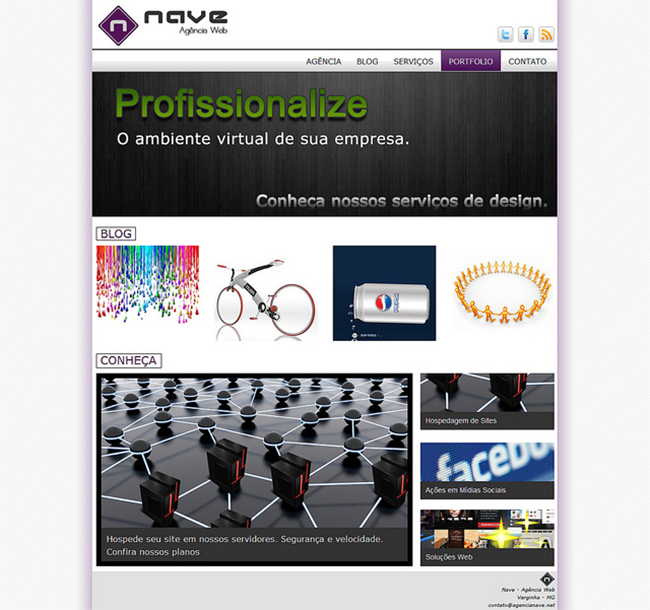 nave
Agência Web
AGÊNCIA BLOG SERVIÇOS PORTFOLIO CONTATO
Profissionalize
O ambiente virtual de sua empresa.
Conheça nossos serviços de design.
BLOG
CONHEÇA
Hospede seu site em nossos servidores. Segurança e velocidade.
Confira nossos planos
Hospedagem de Sites
facebo
Ações em Mídias Sociais
Soluções Web
Nave - Agência Web
Varginha - MG
contato@agencianave.net